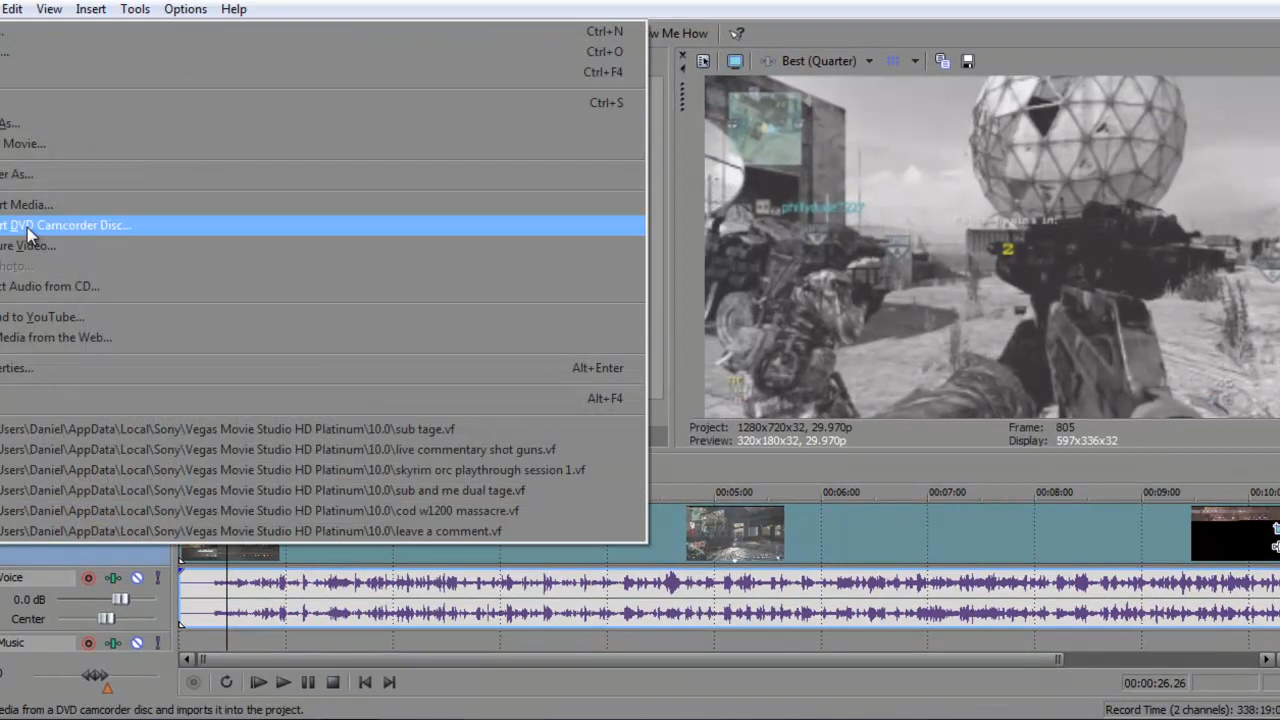 Edit View Insert Tools Options Help
.. Ctrl+N
... Ctrl+O
Ctrl+F4
Ctrl+S
As...
Movie...
er As...
rt Media...
rt DVD Camcorder Disc...
ure Video...
hoto...
ct Audio from CD...
nd to YouTube...
Media from the Web...
erties... Alt+Enter
Alt+F4
Users\Daniel\AppData\Local\Sony\Vegas Movie Studio HD Platinum\10.0\sub tage.vf
Users\Daniel\AppData\Local\Sony\Vegas Movie Studio HD Platinum\10.0\live commentary shot guns.vf
Users\Daniel\AppData\Local\Sony\Vegas Movie Studio HD Platinum\10.0\skyrim orc playthrough session 1.vf
Users\Daniel\AppData\Local\Sony\Vegas Movie Studio HD Platinum\10.0\sub and me dual tage.vf
Users\Daniel\AppData\Local\Sony\Vegas Movie Studio HD Platinum\10.0\cod w1200 massacre.vf
Users\Daniel\AppData\Local\Sony\Vegas Movie Studio HD Platinum\10.0\leave a comment.vf
w Me How
Best (Quarter)
2
Project: 1280x720x32, 29.970p Frame: 805
Preview: 320x180x32, 29.970p Display: 597x336x32
00:05:00 00:06:00 00:07:00 00:08:00 00:09:00 00:10:0
Voice
0.0 dB
Center
Music
0
00:00:26.26
edia from a DVD camcorder disc and imports it into the project. Record Time (2 channels): 338:19:0